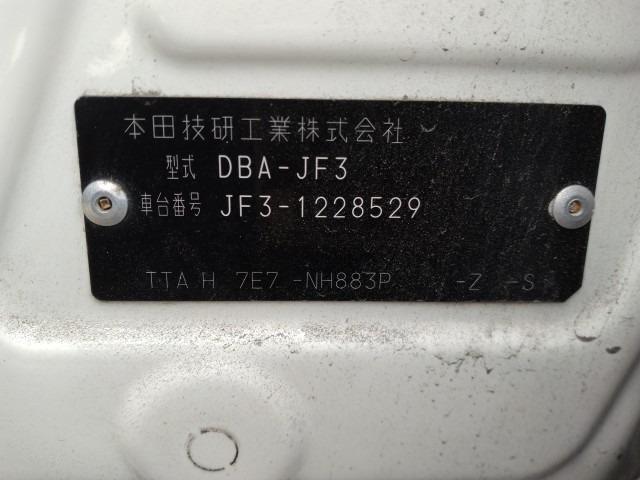 本田技研工業株式会社
型式 DBA-JF3
車台番号 JF3-1228529
TTA H 7E7 -NH883P -Z -S